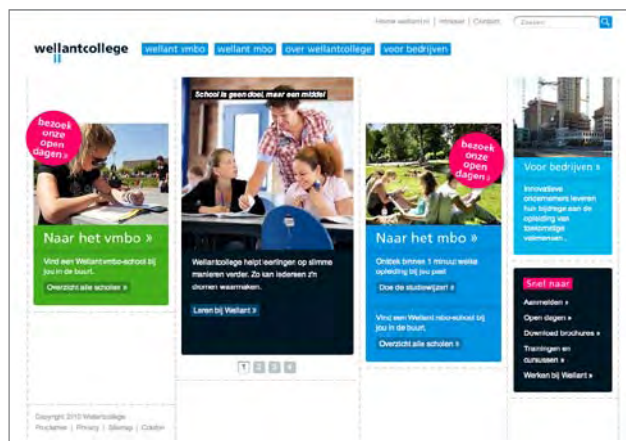 Home wellant.nl | Intranet | Contact
Zoeken
wellantcollege
wellant vmbo
wellant mbo
over wellantcollege
voor bedrijven
bezoek
onze
open
dagen »
Naar het vmbo »
Vind een Wellant vmbo-school bij
jou in de buurt.
Overzicht alle scholen »
School is geen doel, maar een middel
Wellantcollege helpt leerlingen op slimme
manieren verder. Zo kan iedereen z'n
dromen waarmaken.
Leren bij Wellant »
1 2 3 4
bezoek
onze
open
dagen »
Naar het mbo »
Ontdek binnen 1 minuut welke
opleiding bij jou past
Doe de studiewijzer! »
Vind een Wellant mbo-school bij
jou in de buurt.
Overzicht alle scholen »
Voor bedrijven »
Innovatieve
ondernemers leveren
hun bijdrage aan de
opleiding van
toekomstige
vakmensen.
Snel naar
Aanmelden »
Open dagen »
Download brochures »
Trainingen en
cursussen »
Werken bij Wellant »
Copyright 2010 Wellantcollege
Disclaimer | Privacy | Sitemap | Colofon